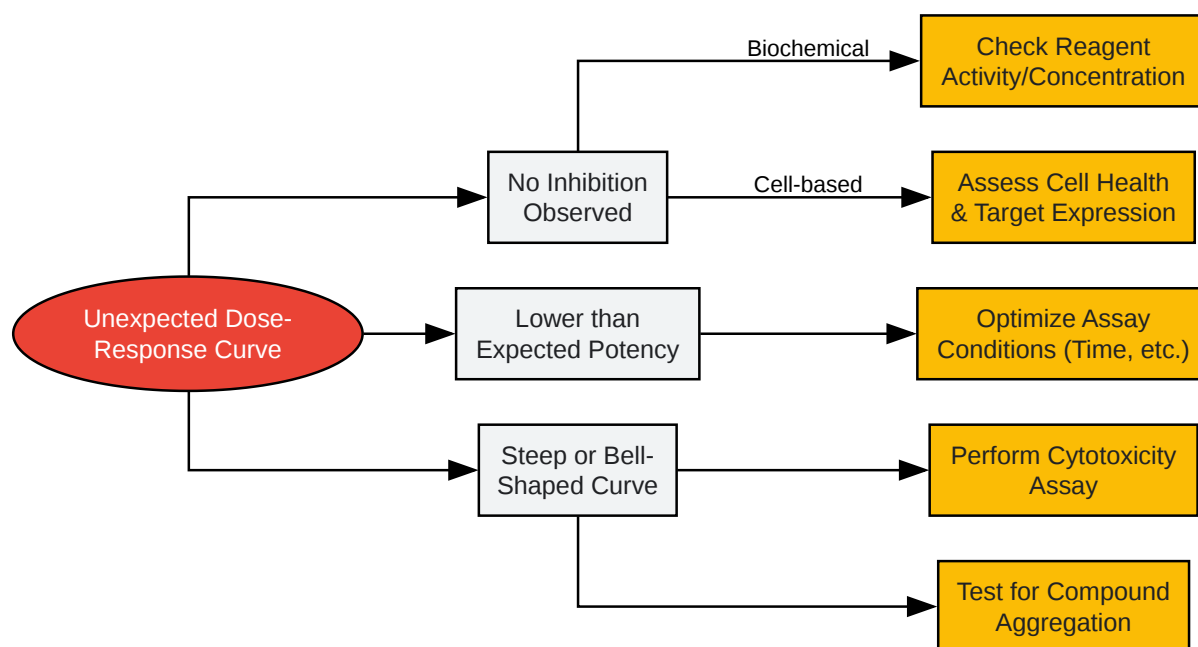 Biochemical
Check Reagent
Activity/Concentration
No Inhibition
Observed
Cell-based
Assess Cell Health
& Target Expression
Unexpected Dose-
Response Curve
Lower than
Expected Potency
Optimize Assay
Conditions (Time, etc.)
Steep or Bell-
Shaped Curve
Perform Cytotoxicity
Assay
Test for Compound
Aggregation